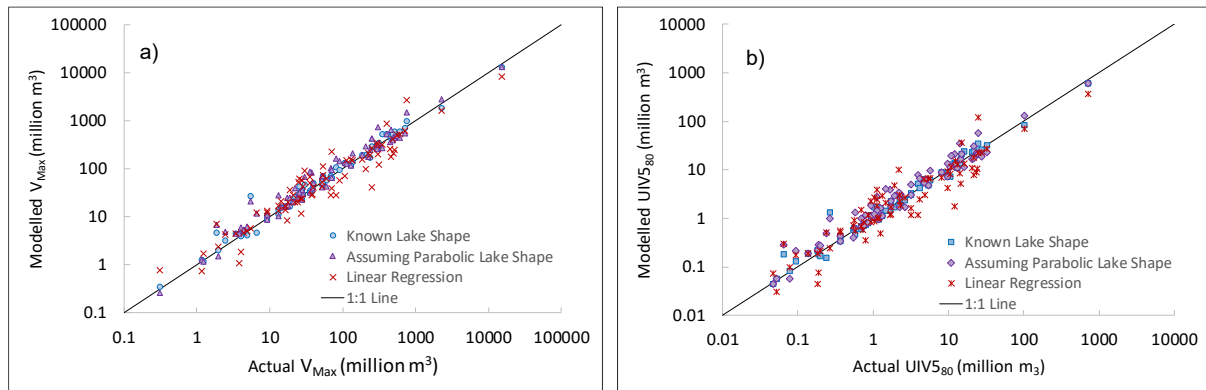 a)
100000
10000
1000
100
10
1
0.1
Modelled V_Max (million m³)
0.1 1 10 100 1000 10000 100000
Actual V_Max (million m³)
Known Lake Shape
Assuming Parabolic Lake Shape
Linear Regression
1:1 Line
b)
10000
1000
100
10
1
0.1
0.01
Modelled UIV5₈₀ (million m³)
0.01 0.1 1 10 100 1000 10000
Actual UIV5₈₀ (million m₃)
Known Lake Shape
Assuming Parabolic Lake Shape
Linear Regression
1:1 Line